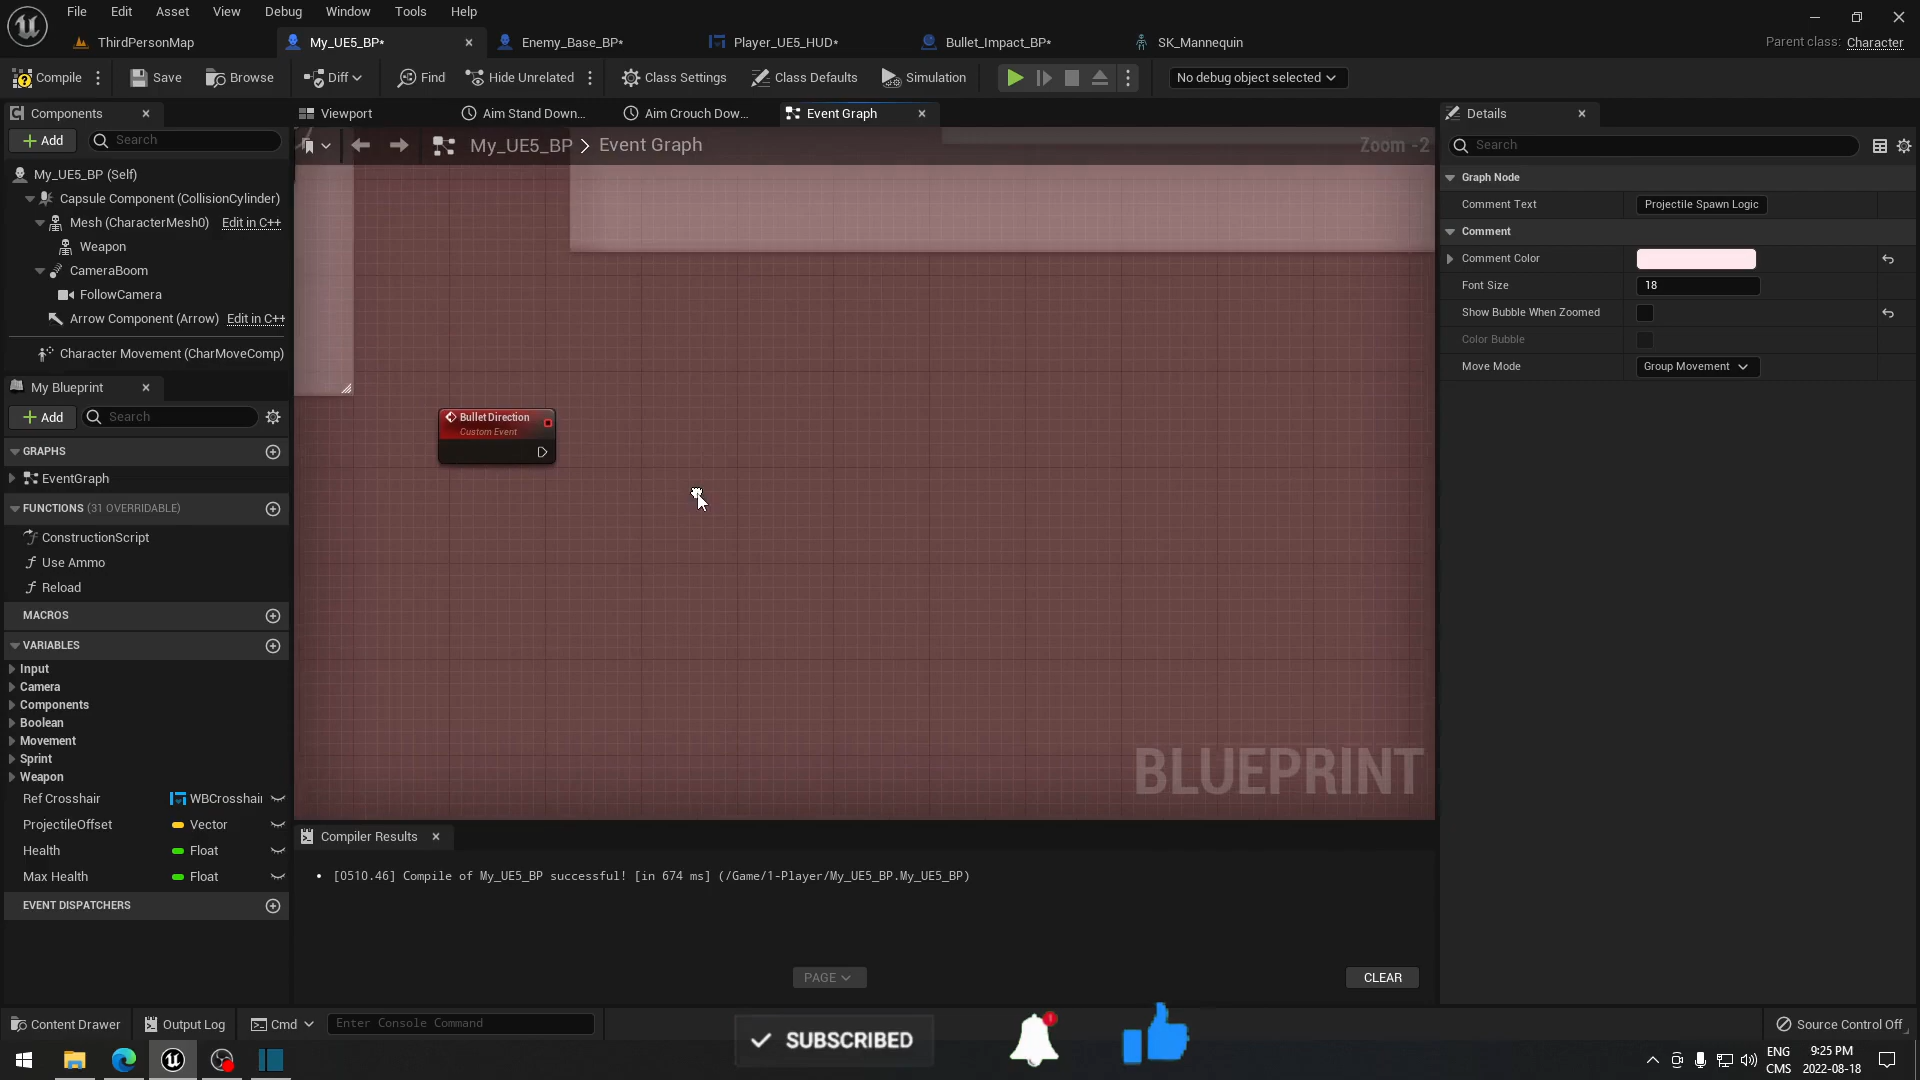 File Edit Asset View Debug Window Tools Help
ThirdPersonMap My_UE5_BP* Enemy_Base_BP* Player_UE5_HUD* Bullet_Impact_BP* SK_Mannequin
Parent class: Character
Compile Save Browse Diff Find Hide Unrelated Class Settings Class Defaults Simulation No debug object selected
Components
Add Search
My_UE5_BP (Self)
Capsule Component (CollisionCylinder)
Mesh (CharacterMesh0) Edit in C++
Weapon
CameraBoom
FollowCamera
Arrow Component (Arrow) Edit in C++
Character Movement (CharMoveComp)
My Blueprint
Add Search
GRAPHS
EventGraph
FUNCTIONS (31 OVERRIDABLE)
ConstructionScript
Use Ammo
Reload
MACROS
VARIABLES
Input
Camera
Components
Boolean
Movement
Sprint
Weapon
Ref Crosshair WBCrosshair
ProjectileOffset Vector
Health Float
Max Health Float
EVENT DISPATCHERS
Viewport Aim Stand Down... Aim Crouch Dow... Event Graph
My_UE5_BP > Event Graph
Zoom -2
Bullet Direction
Custom Event
BLUEPRINT
Compiler Results
[0510.46] Compile of My_UE5_BP successful! [in 674 ms] (/Game/1-Player/My_UE5_BP.My_UE5_BP)
PAGE CLEAR
Details
Search
Graph Node
Comment Text Projectile Spawn Logic
Comment
Comment Color
Font Size 18
Show Bubble When Zoomed
Color Bubble
Move Mode Group Movement
Content Drawer Output Log Cmd Enter Console Command
Source Control Off
SUBSCRIBED
1
ENG
CMS
9:25 PM
2022-08-18